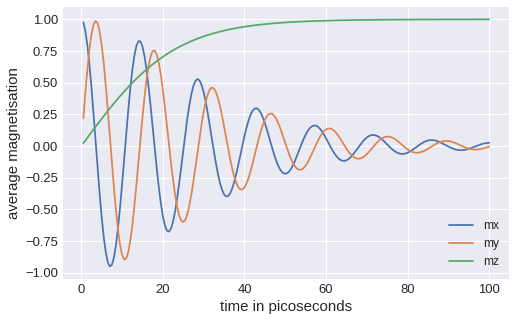 1.00
0.75
0.50
0.25
0.00
−0.25
−0.50
−0.75
−1.00
average magnetisation
0 20 40 60 80 100
time in picoseconds
mx
my
mz